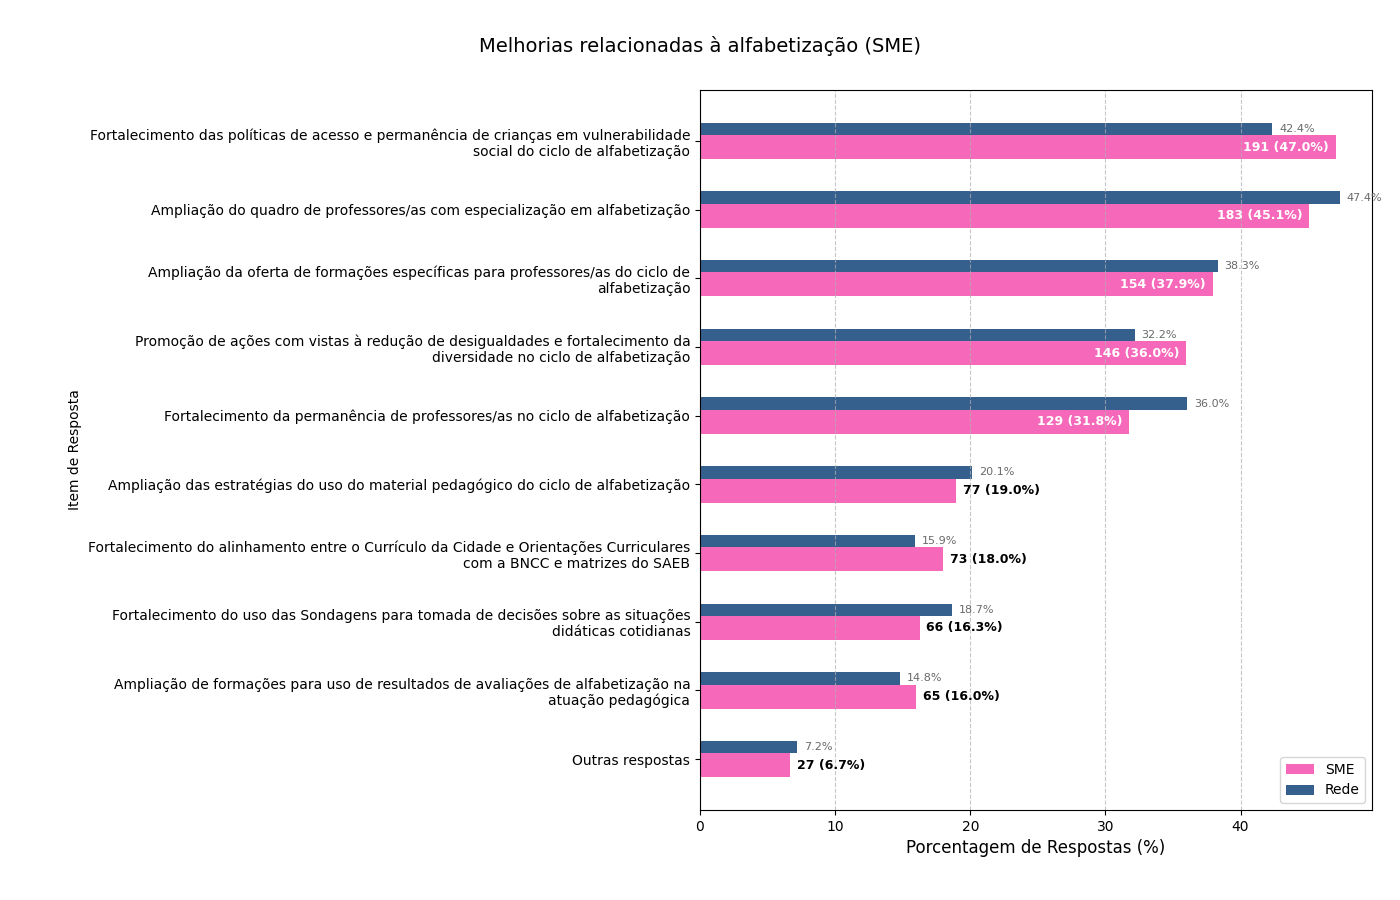 Melhorias relacionadas à alfabetização (SME)
Fortalecimento das políticas de acesso e permanência de crianças em vulnerabilidade
social do ciclo de alfabetização
42.4%
191 (47.0%)
Ampliação do quadro de professores/as com especialização em alfabetização
47.4%
183 (45.1%)
Ampliação da oferta de formações específicas para professores/as do ciclo de
alfabetização
38.3%
154 (37.9%)
Promoção de ações com vistas à redução de desigualdades e fortalecimento da
diversidade no ciclo de alfabetização
32.2%
146 (36.0%)
Fortalecimento da permanência de professores/as no ciclo de alfabetização
36.0%
129 (31.8%)
Ampliação das estratégias do uso do material pedagógico do ciclo de alfabetização
20.1%
77 (19.0%)
Fortalecimento do alinhamento entre o Currículo da Cidade e Orientações Curriculares
com a BNCC e matrizes do SAEB
15.9%
73 (18.0%)
Fortalecimento do uso das Sondagens para tomada de decisões sobre as situações
didáticas cotidianas
18.7%
66 (16.3%)
Ampliação de formações para uso de resultados de avaliações de alfabetização na
atuação pedagógica
14.8%
65 (16.0%)
Outras respostas
7.2%
27 (6.7%)
Item de Resposta
SME
Rede
0 10 20 30 40
Porcentagem de Respostas (%)